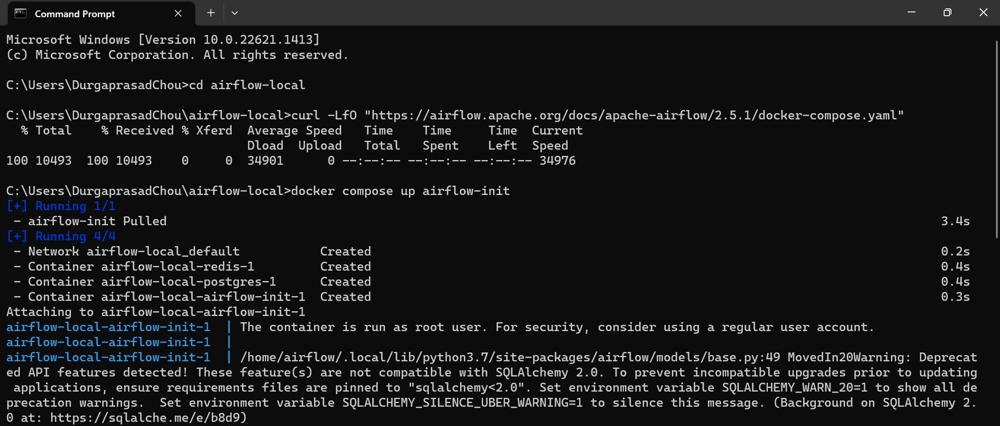 Command Prompt
Microsoft Windows [Version 10.0.22621.1413]
(c) Microsoft Corporation. All rights reserved.
C:\Users\DurgaprasadChou>cd airflow-local
C:\Users\DurgaprasadChou\airflow-local>curl -LfO "https://airflow.apache.org/docs/apache-airflow/2.5.1/docker-compose.yaml"
  % Total    % Received % Xferd  Average Speed   Time    Time     Time  Current
                                 Dload  Upload   Total   Spent    Left  Speed
100 10493  100 10493    0     0  34901      0 --:--:-- --:--:-- --:--:-- 34976
C:\Users\DurgaprasadChou\airflow-local>docker compose up airflow-init
[+] Running 1/1
 - airflow-init Pulled 3.4s
[+] Running 4/4
 - Network airflow-local_default           Created 0.2s
 - Container airflow-local-redis-1         Created 0.4s
 - Container airflow-local-postgres-1      Created 0.4s
 - Container airflow-local-airflow-init-1  Created 0.3s
Attaching to airflow-local-airflow-init-1
airflow-local-airflow-init-1  | The container is run as root user. For security, consider using a regular user account.
airflow-local-airflow-init-1  |
airflow-local-airflow-init-1  | /home/airflow/.local/lib/python3.7/site-packages/airflow/models/base.py:49 MovedIn20Warning: Deprecat
ed API features detected! These feature(s) are not compatible with SQLAlchemy 2.0. To prevent incompatible upgrades prior to updating
 applications, ensure requirements files are pinned to "sqlalchemy<2.0". Set environment variable SQLALCHEMY_WARN_20=1 to show all de
precation warnings.  Set environment variable SQLALCHEMY_SILENCE_UBER_WARNING=1 to silence this message. (Background on SQLAlchemy 2.
0 at: https://sqlalche.me/e/b8d9)